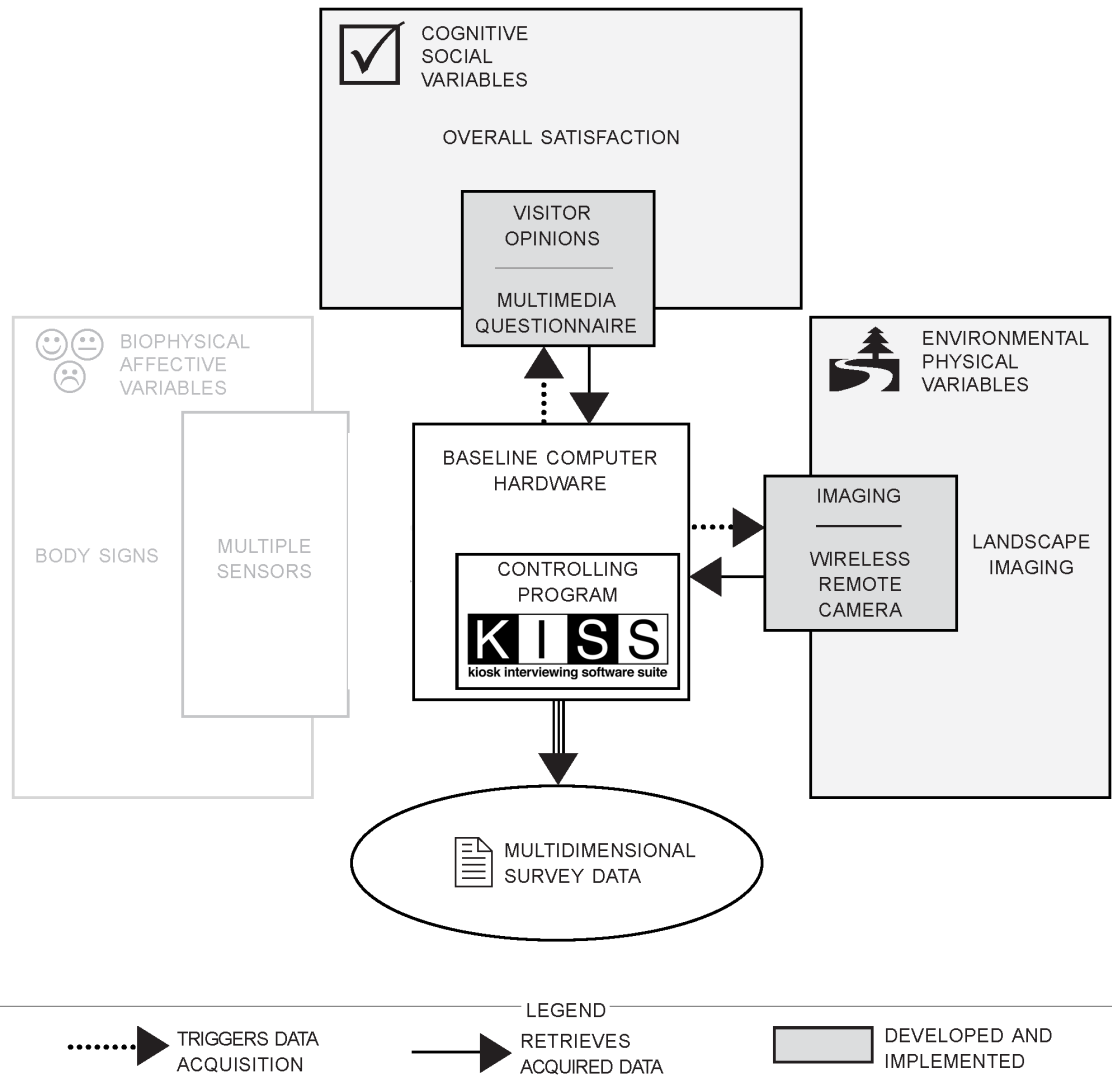 COGNITIVE
SOCIAL
VARIABLES
OVERALL SATISFACTION
VISITOR
OPINIONS
MULTIMEDIA
QUESTIONNAIRE
BIOPHYSICAL
AFFECTIVE
VARIABLES
BODY SIGNS
MULTIPLE
SENSORS
BASELINE COMPUTER
HARDWARE
CONTROLLING
PROGRAM
KISS
kiosk interviewing software suite
ENVIRONMENTAL
PHYSICAL
VARIABLES
IMAGING
WIRELESS
REMOTE
CAMERA
LANDSCAPE
IMAGING
MULTIDIMENSIONAL
SURVEY DATA
LEGEND
TRIGGERS DATA
ACQUISITION
RETRIEVES
ACQUIRED DATA
DEVELOPED AND
IMPLEMENTED